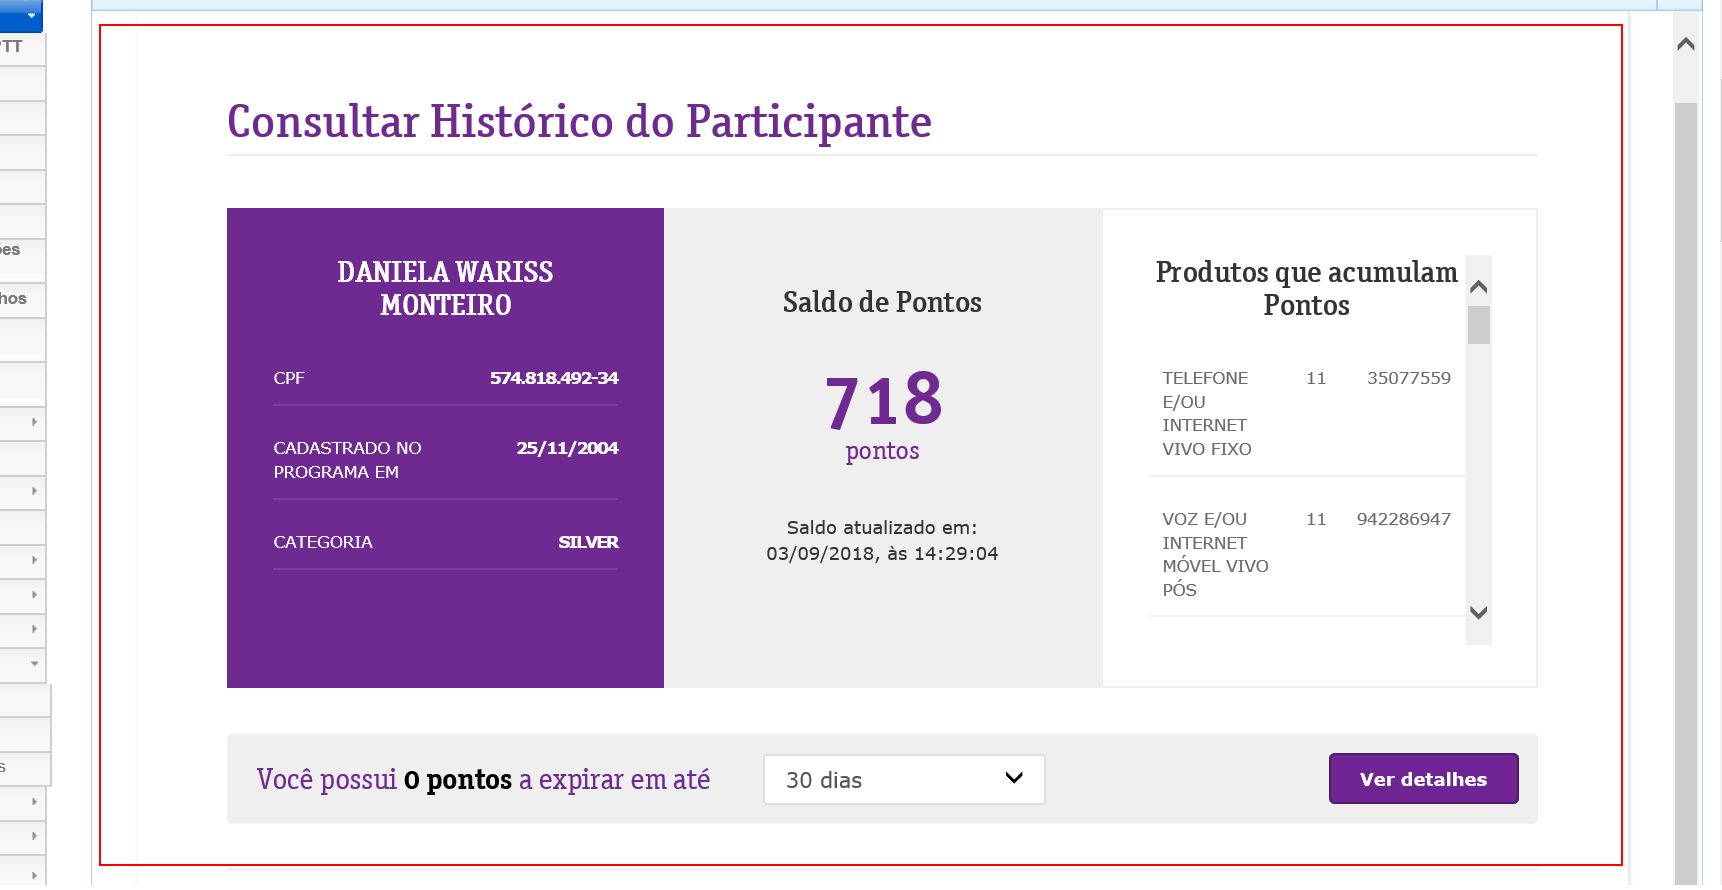 PTT
ões
hos
s
Consultar Histórico do Participante
DANIELA WARISS
MONTEIRO
CPF 574.818.492-34
CADASTRADO NO 25/11/2004
PROGRAMA EM
CATEGORIA SILVER
Saldo de Pontos
718
pontos
Saldo atualizado em:
03/09/2018, às 14:29:04
Produtos que acumulam
Pontos
TELEFONE 11 35077559
E/OU
INTERNET
VIVO FIXO
VOZ E/OU 11 942286947
INTERNET
MÓVEL VIVO
PÓS
Você possui 0 pontos a expirar em até 30 dias Ver detalhes